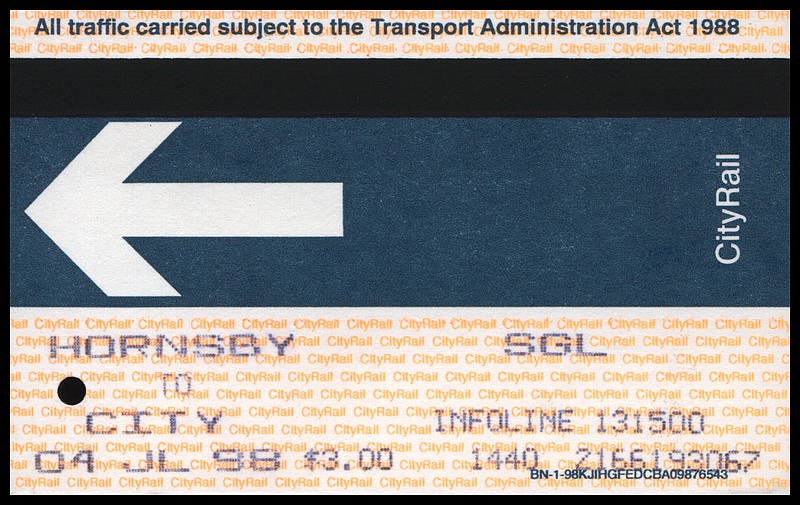 All traffic carried subject to the Transport Administration Act 1988
CityRail
HORNSBY SGL
TO
CITY INFOLINE 131500
04 JL 98 $3.00 1440
BN-1-98KJIHGFEDCBA09876543